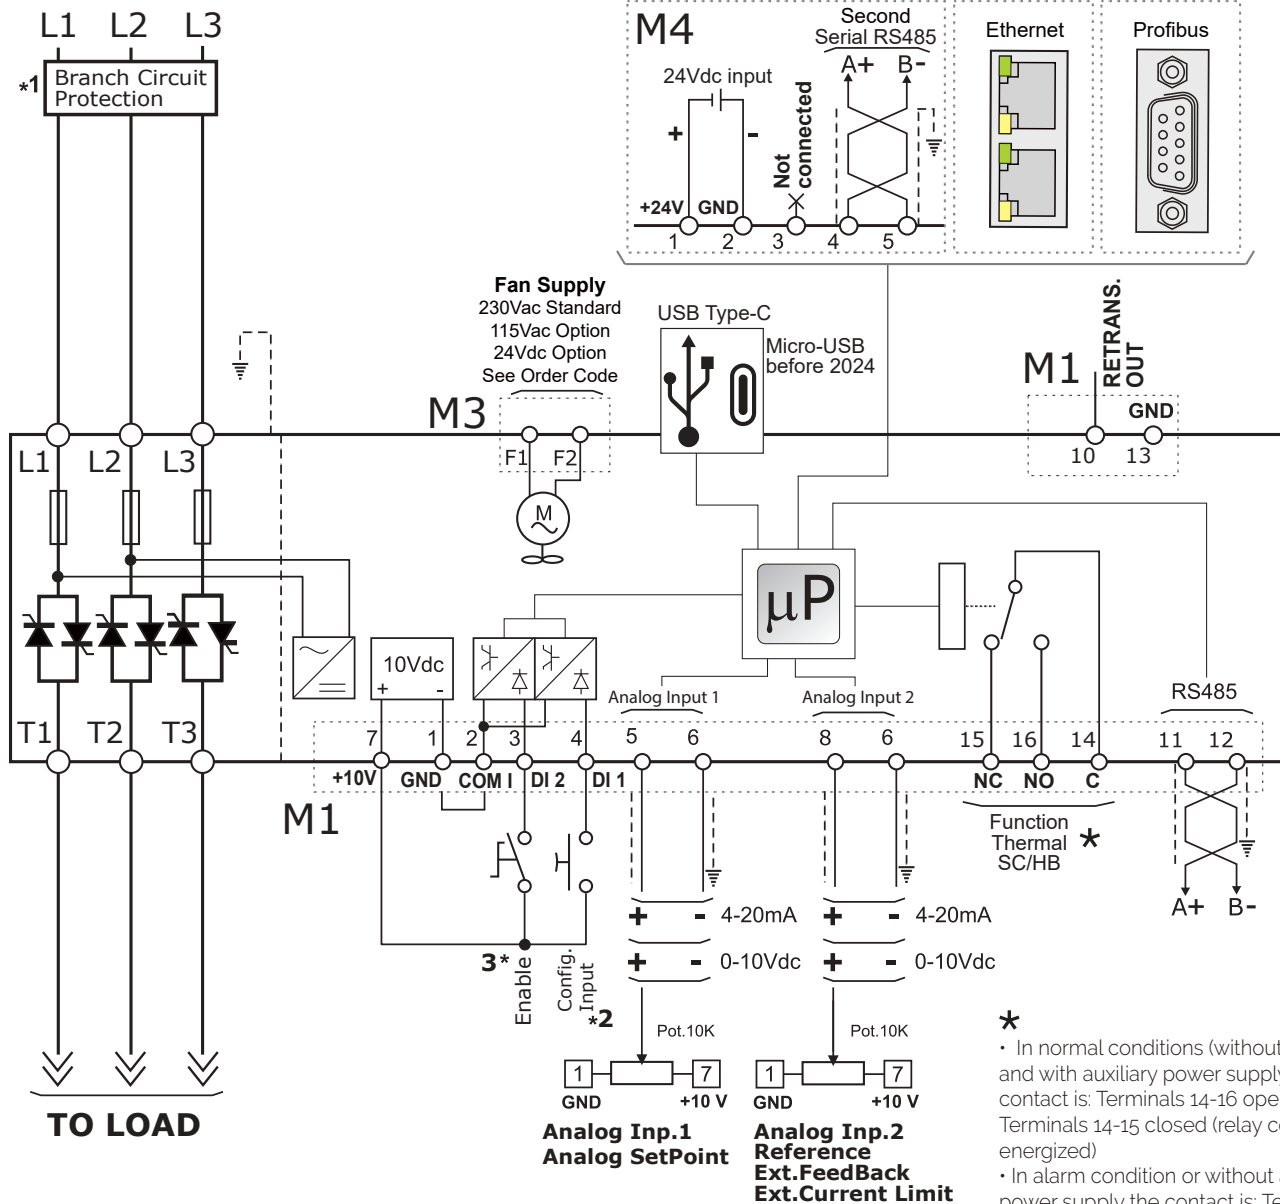 L1 L2 L3
*1 Branch Circuit
Protection
M4
24Vdc input
+ -
Not
connected
Second
Serial RS485
A+ B-
+24V GND
1 2 3 4 5
Ethernet
Profibus
Fan Supply
230Vac Standard
115Vac Option
24Vdc Option
See Order Code
USB Type-C
Micro-USB
before 2024
M3
F1 F2
M
M1
RETRANS.
OUT
GND
10 13
L1 L2 L3
µP
10Vdc
+ -
Analog Input 1
Analog Input 2
RS485
T1 T2 T3
7 1 2 3 4 5 6 8 6 15 16 14 11 12
+10V GND COM I DI 2 DI 1 NC NO C
M1
Function
Thermal *
SC/HB
A+ B-
+ - 4-20mA
+ - 0-10Vdc
+ - 4-20mA
+ - 0-10Vdc
3* Enable
Config.
Input
*2
Pot.10K
1 7
GND +10 V
Analog Inp.1
Analog SetPoint
Pot.10K
1 7
GND +10 V
Analog Inp.2
Reference
Ext.FeedBack
Ext.Current Limit
TO LOAD
*
• In normal conditions (without
and with auxiliary power supply
contact is: Terminals 14-16 ope
Terminals 14-15 closed (relay c
energized)
• In alarm condition or without
power supply the contact is: Te